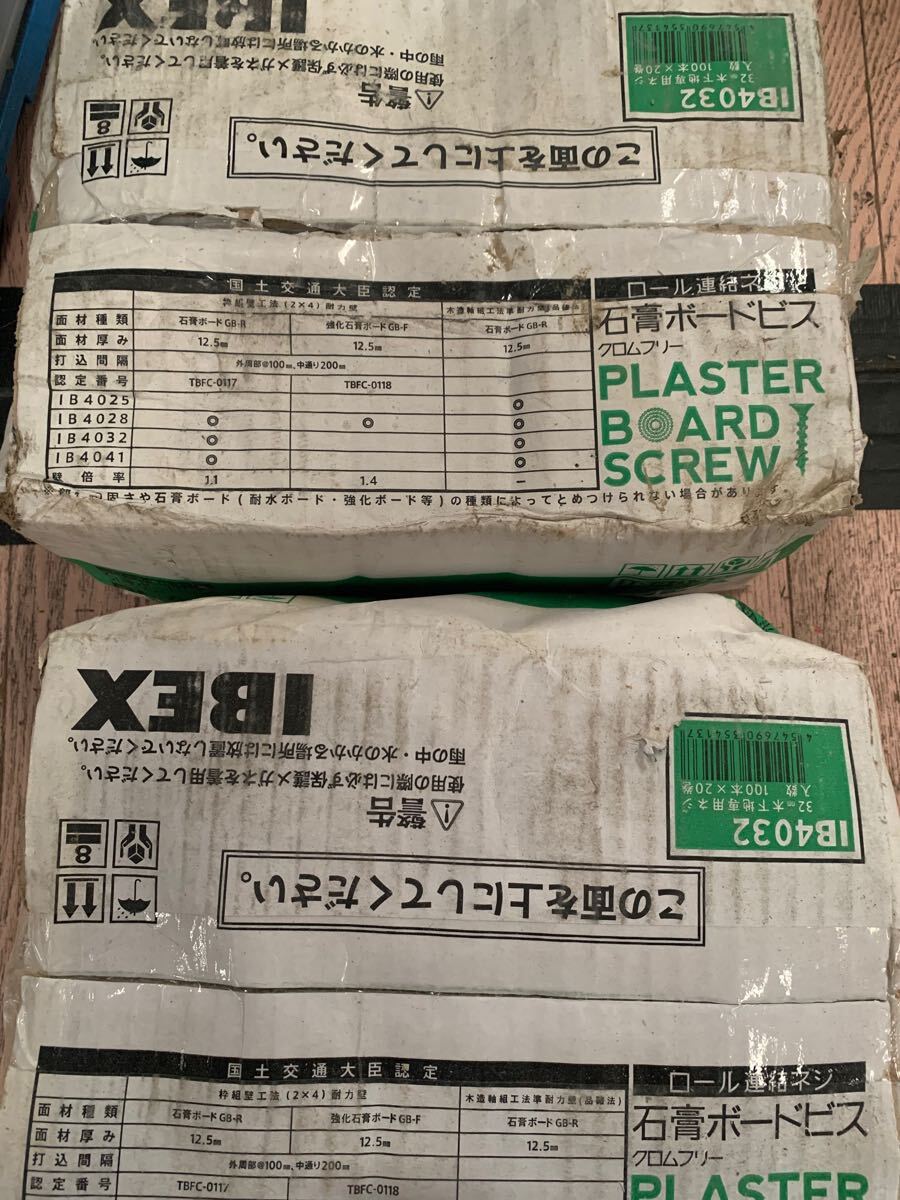 IBEX
雨の中・水のかかる場所には放置しないでください。
使用の際には必ず保護メガネを着用してください。
警告
8
この面を上にしてください。
IB4032
32㎜木下地専用ネジ
入数 100本×20巻
4547690354137
国土交通大臣認定
枠組壁工法(2×4)耐力壁
木造軸組工法準耐力壁(品確法)
面材種類 石膏ボードGB-R 強化石膏ボードGB-F 石膏ボードGB-R
面材厚み 12.5㎜ 12.5㎜ 12.5㎜
打込間隔 外周部@100㎜、中通り200㎜
認定番号 TBFC-0117 TBFC-0118
IB4025 ◎
IB4028 ◎ ◎ ◎
IB4032 ◎ ◎
IB4041 ◎ ◎
壁倍率 1.1 1.4 −
固さや石膏ボード(耐水ボード・強化ボード等)の種類によってとめつけられない場合があります
ロール連結ネジ
石膏ボードビス
クロムフリー
PLASTER
BOARD
SCREW
IBEX
雨の中・水のかかる場所には放置しないでください。
使用の際には必ず保護メガネを着用してください。
警告
8
この面を上にしてください。
IB4032
32㎜木下地専用ネジ
入数 100本×20巻
4547690354137
国土交通大臣認定
枠組壁工法(2×4)耐力壁
木造軸組工法準耐力壁(品確法)
面材種類 石膏ボードGB-R 強化石膏ボードGB-F 石膏ボードGB-R
面材厚み 12.5㎜ 12.5㎜ 12.5㎜
打込間隔 外周部@100㎜、中通り200㎜
認定番号 TBFC-0117 TBFC-0118
ロール連結ネジ
石膏ボードビス
クロムフリー
PLASTER